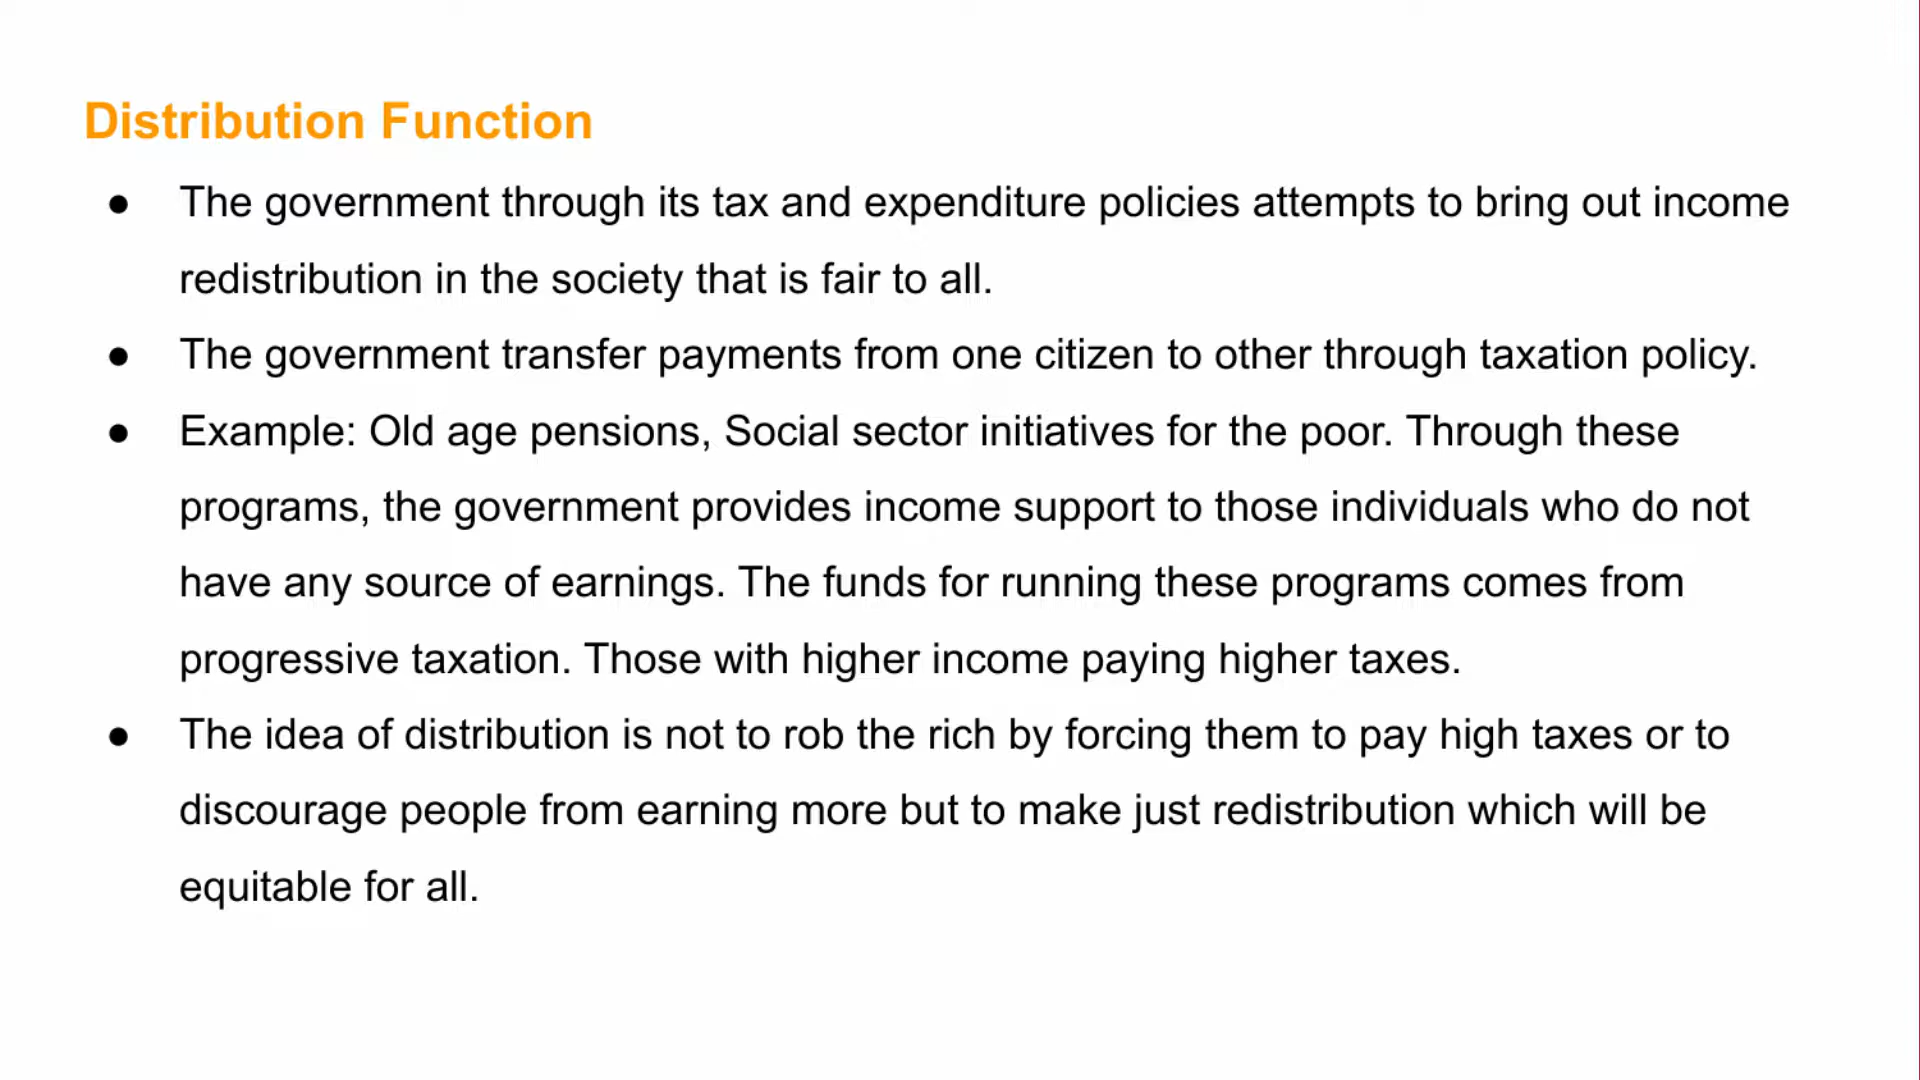 Distribution Function
● The government through its tax and expenditure policies attempts to bring out income
redistribution in the society that is fair to all.
● The government transfer payments from one citizen to other through taxation policy.
● Example: Old age pensions, Social sector initiatives for the poor. Through these
programs, the government provides income support to those individuals who do not
have any source of earnings. The funds for running these programs comes from
progressive taxation. Those with higher income paying higher taxes.
● The idea of distribution is not to rob the rich by forcing them to pay high taxes or to
discourage people from earning more but to make just redistribution which will be
equitable for all.